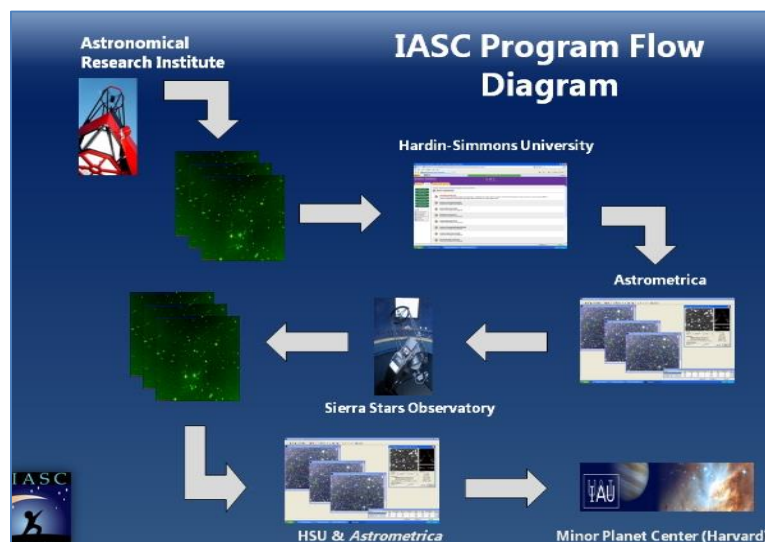 Astronomical
Research Institute
IASC Program Flow
Diagram
Hardin-Simmons University
Astrometrica
Sierra Stars Observatory
IASC
HSU & Astrometrica
IAU
Minor Planet Center (Harvard)